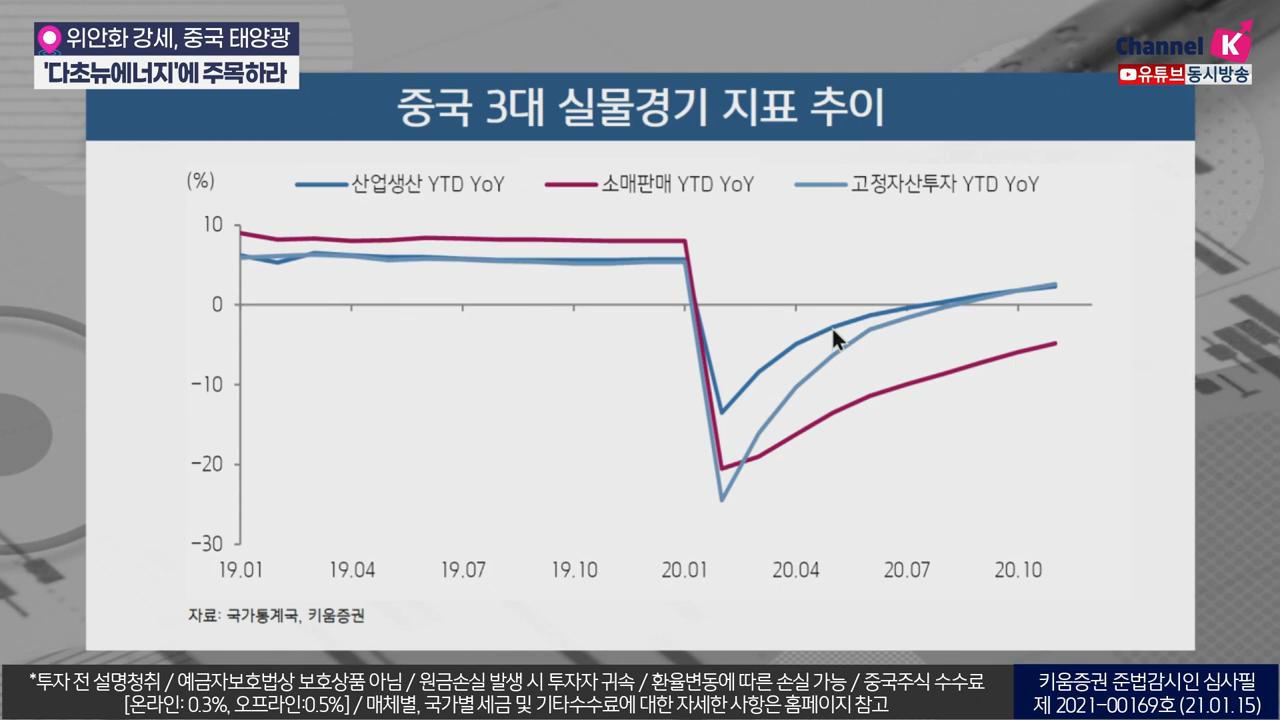 위안화 강세, 중국 태양광
'다초뉴에너지'에 주목하라
Channel K
유튜브동시방송
중국 3대 실물경기 지표 추이
(%)
산업생산 YTD YoY
소매판매 YTD YoY
고정자산투자 YTD YoY
10
0
-10
-20
-30
19.01 19.04 19.07 19.10 20.01 20.04 20.07 20.10
자료: 국가통계국, 키움증권
*투자 전 설명청취 / 예금자보호법상 보호상품 아님 / 원금손실 발생 시 투자자 귀속 / 환율변동에 따른 손실 가능 / 중국주식 수수료
[온라인: 0.3%, 오프라인:0.5%] / 매체별, 국가별 세금 및 기타수수료에 대한 자세한 사항은 홈페이지 참고
키움증권 준법감시인 심사필
제 2021-00169호 (21.01.15)